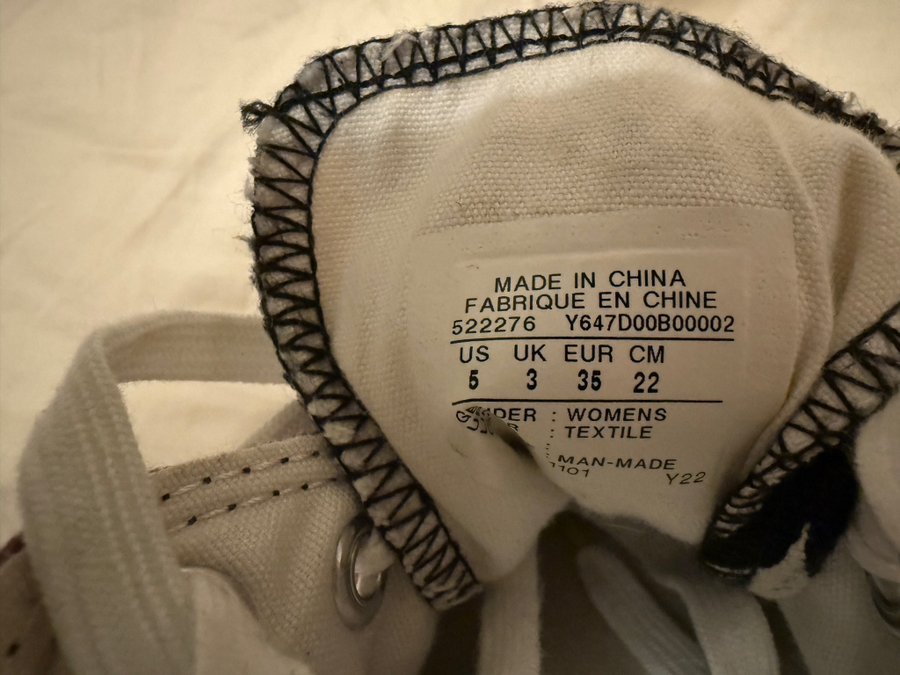 MADE IN CHINA
FABRIQUE EN CHINE
522276 Y647D00B00002
US UK EUR CM
5 3 35 22
: WOMENS
: TEXTILE
: MAN-MADE
Y22